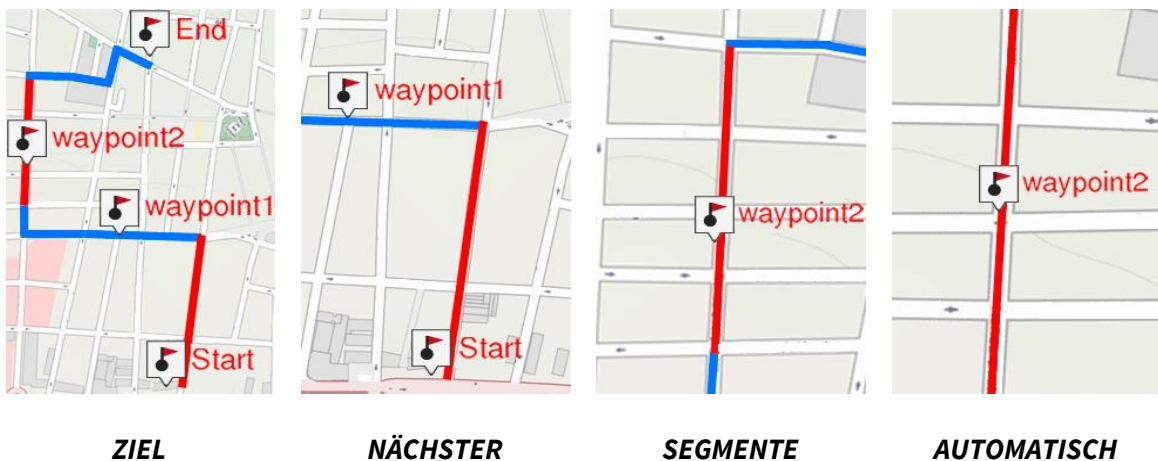 End
waypoint2
waypoint1
Start
waypoint1
Start
waypoint2
waypoint2
ZIEL
NÄCHSTER
SEGMENTE
AUTOMATISCH